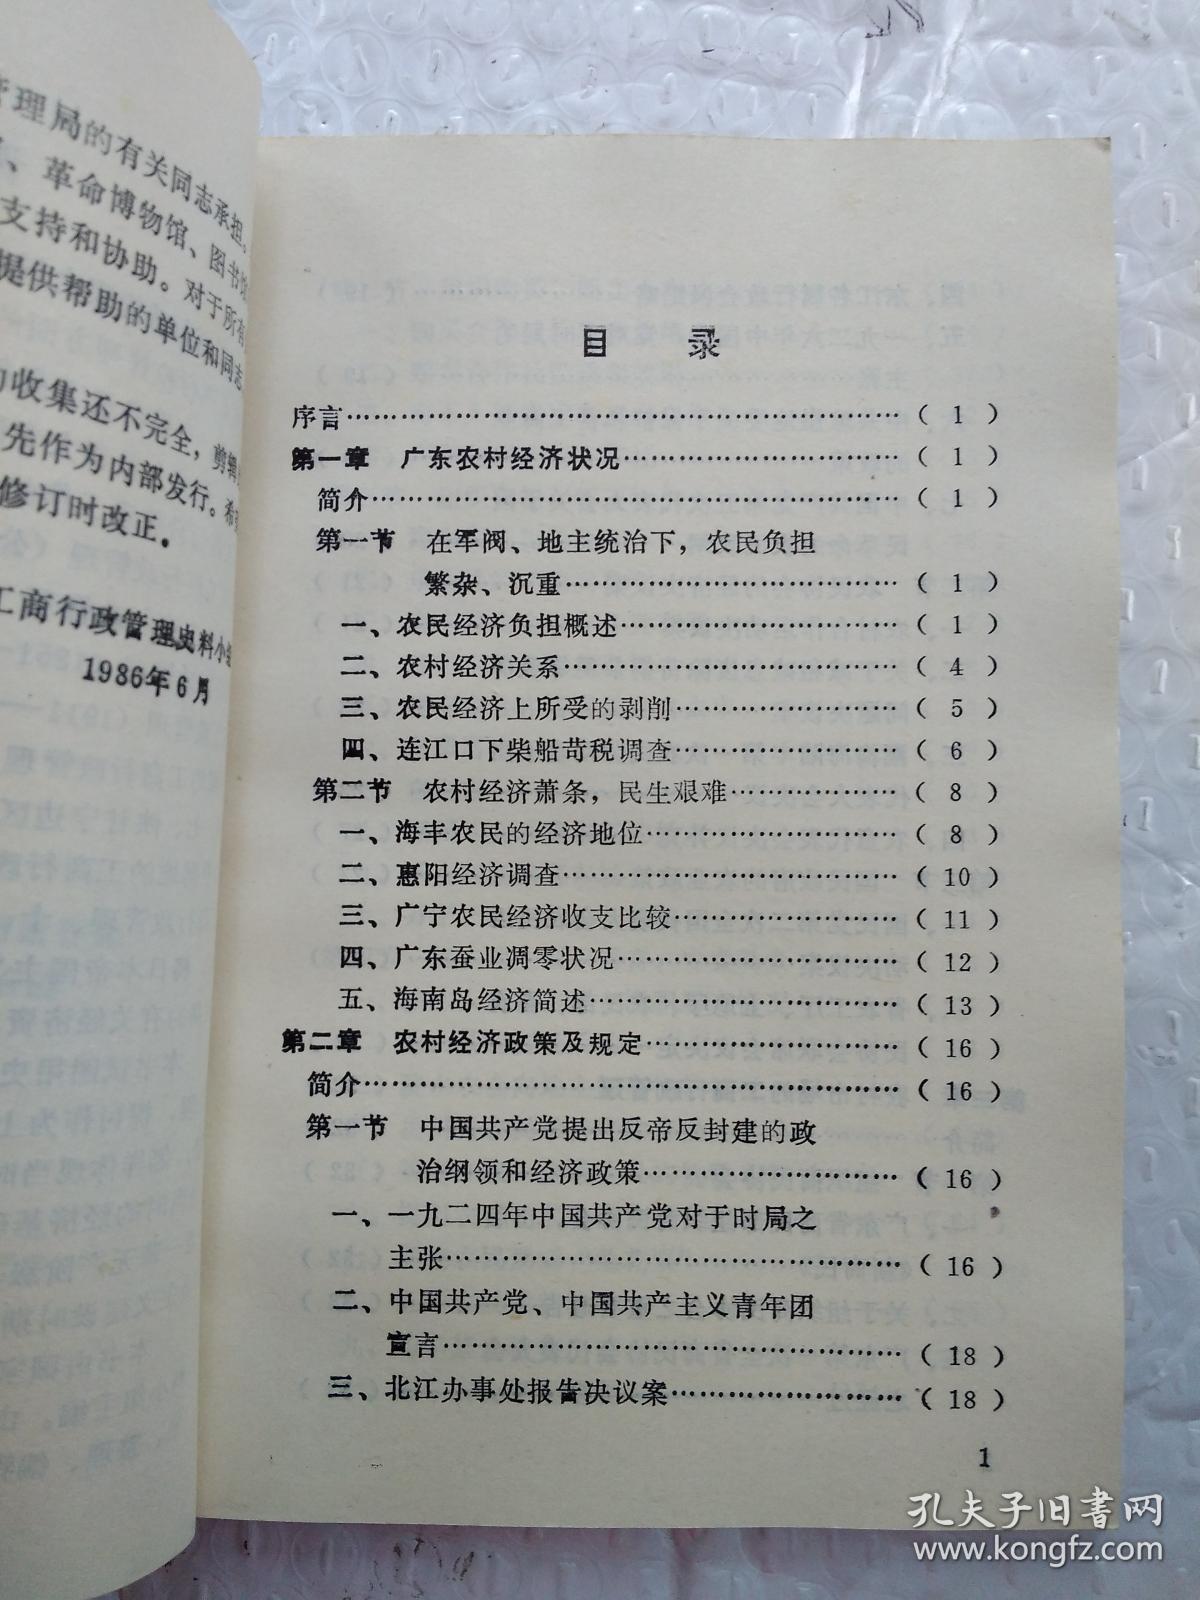 管理局的有关同志承担。
、革命博物馆、图书馆
支持和协助。对于所有
提供帮助的单位和同志
收集还不完全，剪辑
先作为内部发行。希
修订时改正。
工商行政管理史料小组
1986年6月
目 录
序言……………………………………………………（ 1 ）
第一章 广东农村经济状况…………………………（ 1 ）
简介……………………………………………………（ 1 ）
第一节 在军阀、地主统治下，农民负担
繁杂、沉重………………………………（ 1 ）
一、农民经济负担概述…………………………（ 1 ）
二、农村经济关系………………………………（ 4 ）
三、农民经济上所受的剥削……………………（ 5 ）
四、连江口下柴船苛税调查……………………（ 6 ）
第二节 农村经济萧条，民生艰难………………（ 8 ）
一、海丰农民的经济地位………………………（ 8 ）
二、惠阳经济调查………………………………（ 10 ）
三、广宁农民经济收支比较……………………（ 11 ）
四、广东蚕业凋零状况…………………………（ 12 ）
五、海南岛经济简述……………………………（ 13 ）
第二章 农村经济政策及规定………………………（ 16 ）
简介……………………………………………………（ 16 ）
第一节 中国共产党提出反帝反封建的政
治纲领和经济政策………………………（ 16 ）
一、一九二四年中国共产党对于时局之
主张…………………………………………（ 16 ）
二、中国共产党、中国共产主义青年团
宣言…………………………………………（ 18 ）
三、北江办事处报告决议案……………………（ 18 ）
1
孔夫子旧书网
www.kongfz.com